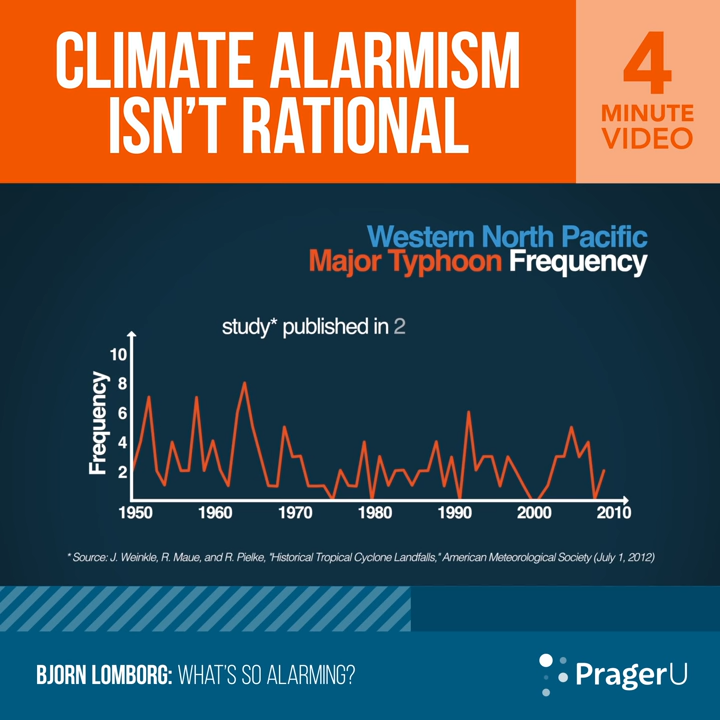 CLIMATE ALARMISM
ISN'T RATIONAL
4
MINUTE
VIDEO
Western North Pacific
Major Typhoon Frequency
study* published in 2
Frequency
10
8
6
4
2
1950 1960 1970 1980 1990 2000 2010
* Source: J. Weinkle, R. Maue, and R. Pielke, "Historical Tropical Cyclone Landfalls," American Meteorological Society (July 1, 2012)
BJORN LOMBORG: WHAT'S SO ALARMING?
PragerU